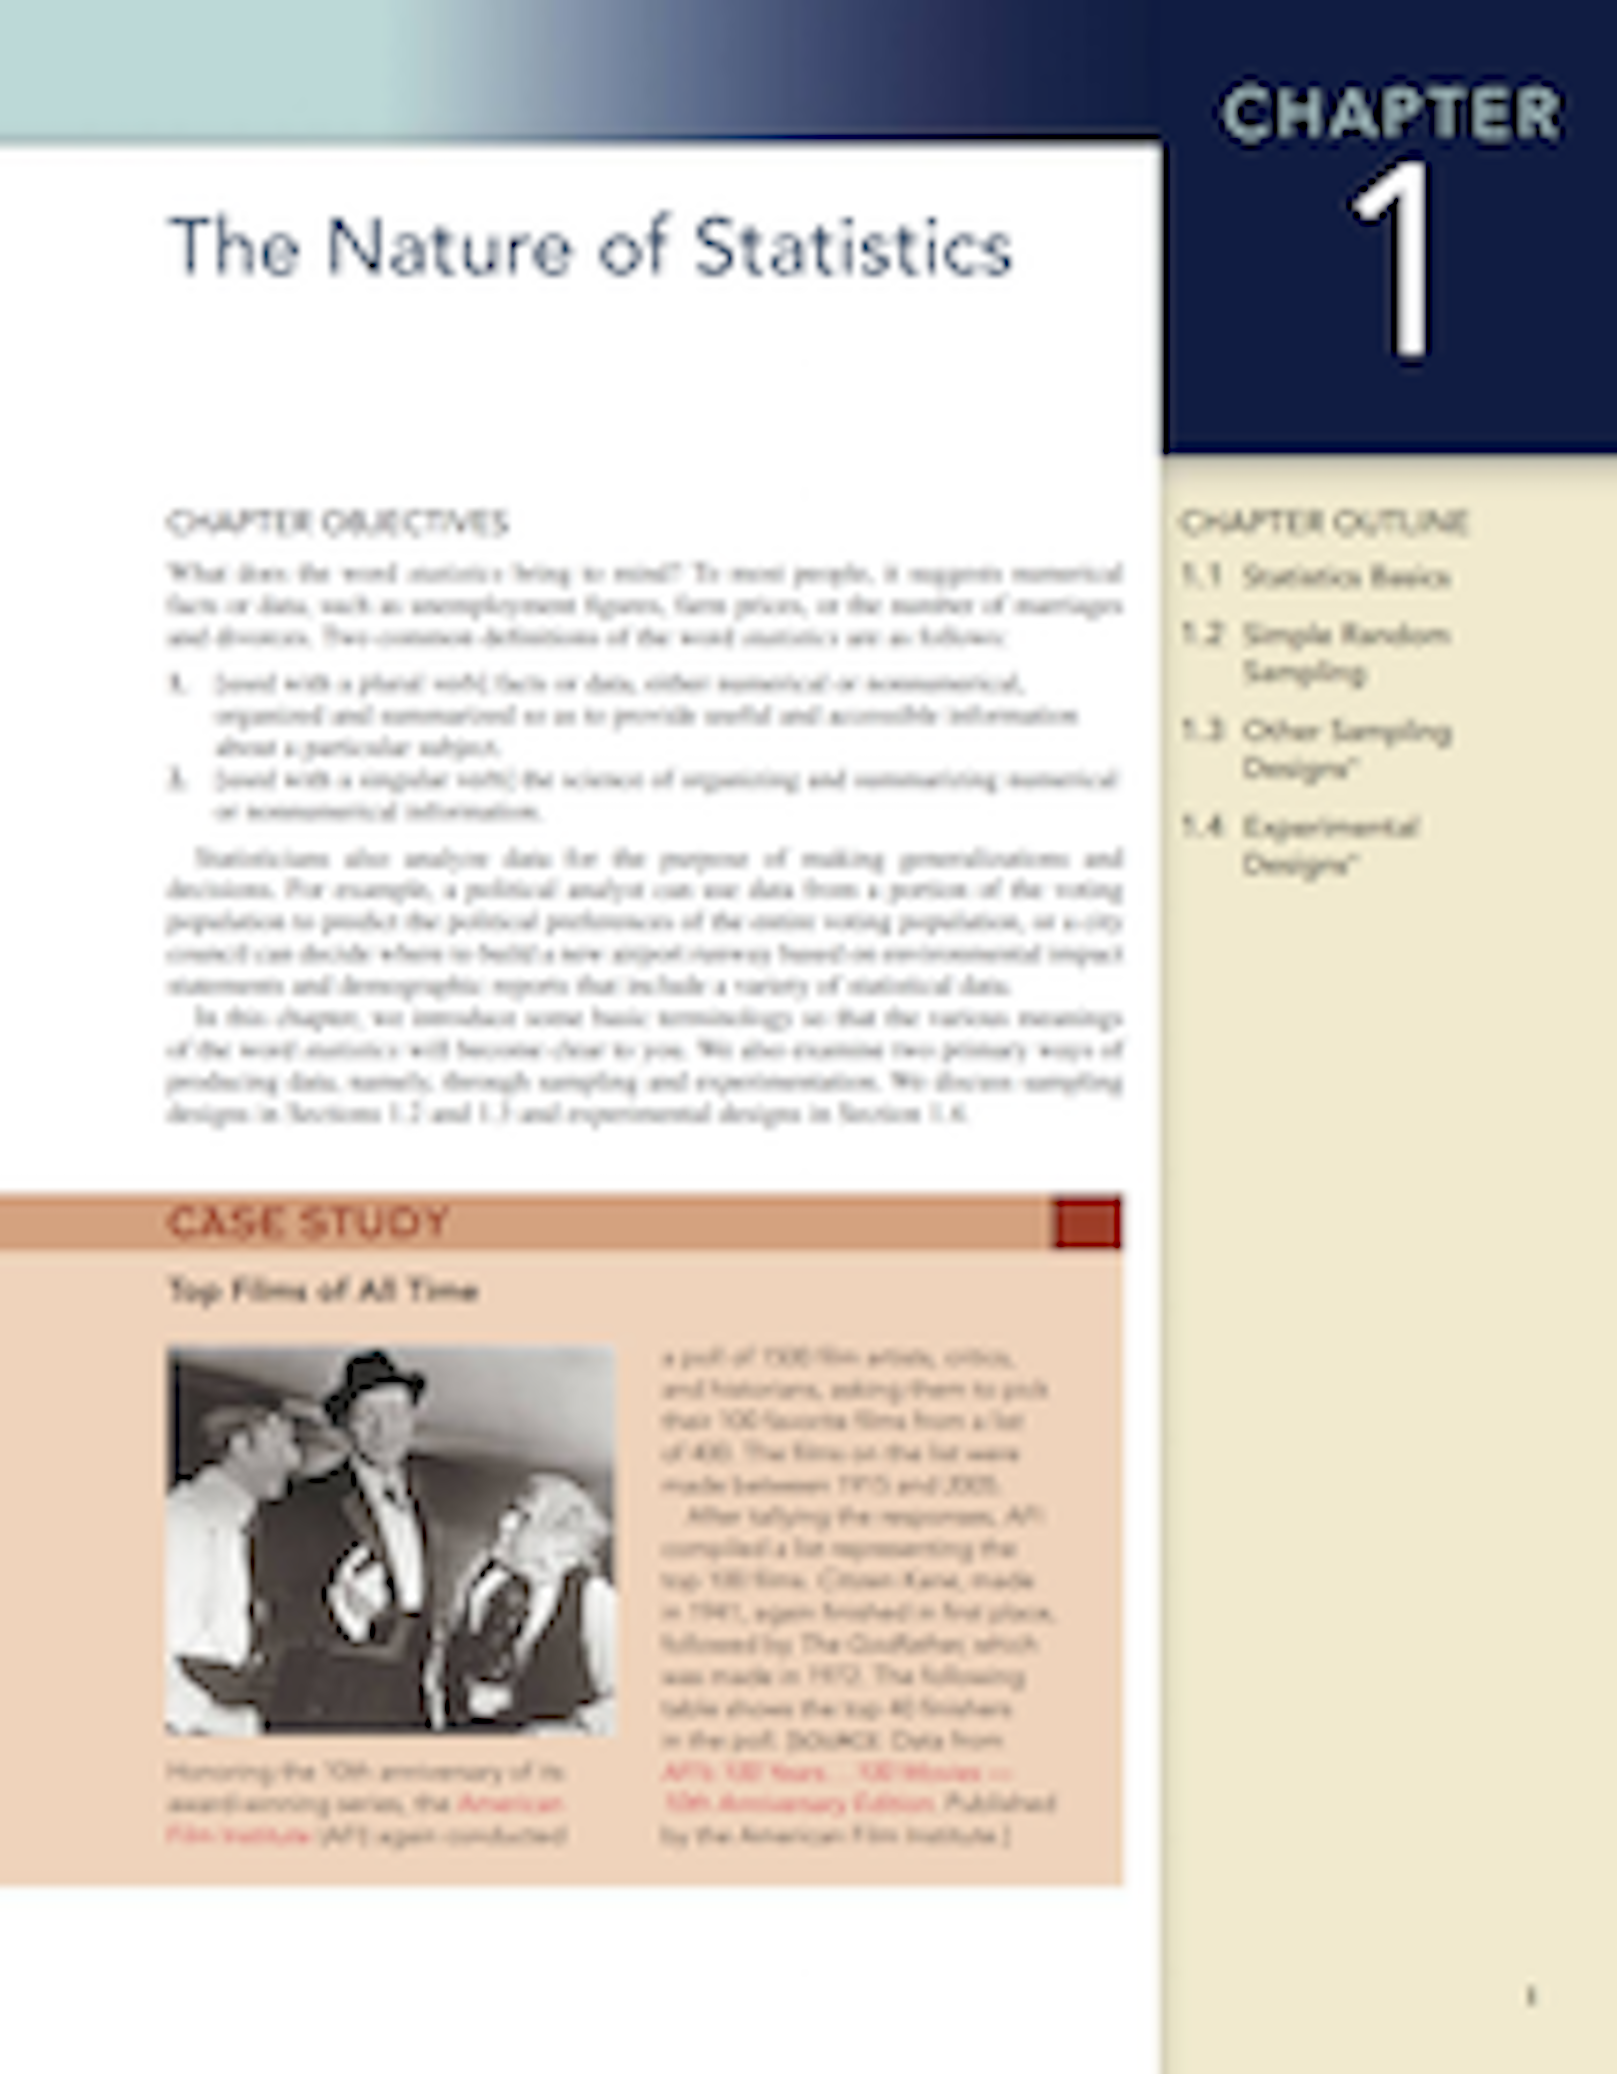 CHAPTER
1
The Nature of Statistics
CHAPTER OBJECTIVES
What does the word statistics bring to mind? To most people, it suggests numerical
facts or data, such as unemployment figures, farm prices, or the number of marriages
and divorces. Two common definitions of the word statistics are as follows:
1. [used with a plural verb] facts or data, either numerical or nonnumerical,
organized and summarized so as to provide useful and accessible information
about a particular subject.
2. [used with a singular verb] the science of organizing and summarizing numerical
or nonnumerical information.
Statisticians also analyze data for the purpose of making generalizations and
decisions. For example, a political analyst can use data from a portion of the voting
population to predict the political preferences of the entire voting population, or a city
council can decide where to build a new airport runway based on environmental impact
statements and demographic reports that include a variety of statistical data.
In this chapter, we introduce some basic terminology so that the various meanings
of the word statistics will become clear to you. We also examine two primary ways of
producing data, namely, through sampling and experimentation. We discuss sampling
designs in Sections 1.2 and 1.3 and experimental designs in Section 1.4.
CHAPTER OUTLINE
1.1 Statistics Basics
1.2 Simple Random
Sampling
1.3 Other Sampling
Designs*
1.4 Experimental
Designs*
CASE STUDY
Top Films of All Time
Honoring the 10th anniversary of its
award-winning series, the American
Film Institute (AFI) again conducted
a poll of 1500 film artists, critics,
and historians, asking them to pick
their 100 favorite films from a list
of 400. The films on the list were
made between 1915 and 2005.
After tallying the responses, AFI
compiled a list representing the
top 100 films. Citizen Kane, made
in 1941, again finished in first place,
followed by The Godfather, which
was made in 1972. The following
table shows the top 40 finishers
in the poll. [SOURCE: Data from
AFI's 100 Years... 100 Movies —
10th Anniversary Edition. Published
by the American Film Institute.]
1